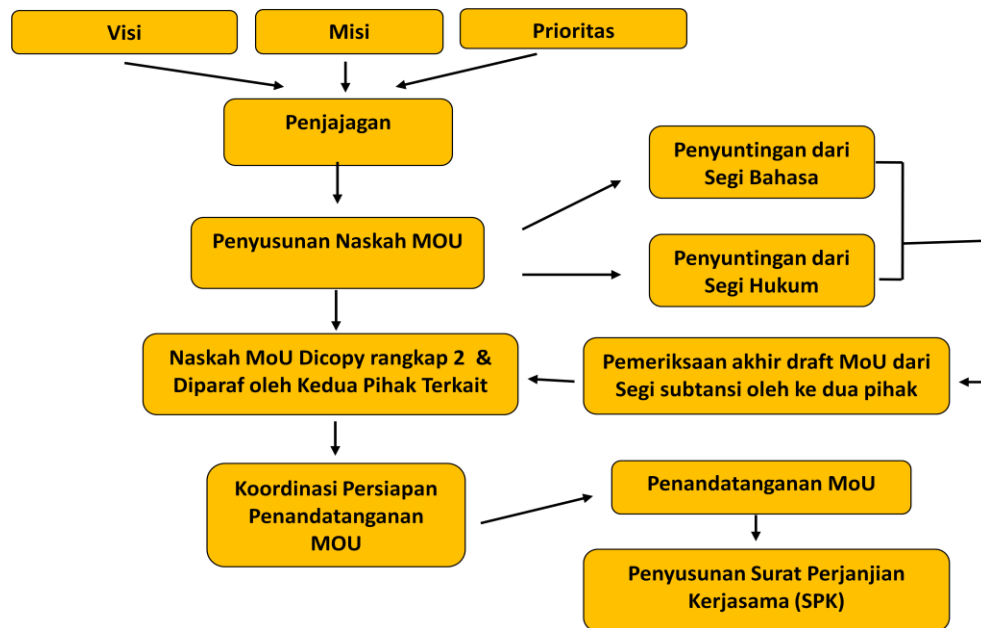 Visi
Misi
Prioritas
Penjajagan
Penyuntingan dari
Segi Bahasa
Penyusunan Naskah MOU
Penyuntingan dari
Segi Hukum
Naskah MoU Dicopy rangkap 2 &
Diparaf oleh Kedua Pihak Terkait
Pemeriksaan akhir draft MoU dari
Segi subtansi oleh ke dua pihak
Koordinasi Persiapan
Penandatanganan
MOU
Penandatanganan MoU
Penyusunan Surat Perjanjian
Kerjasama (SPK)